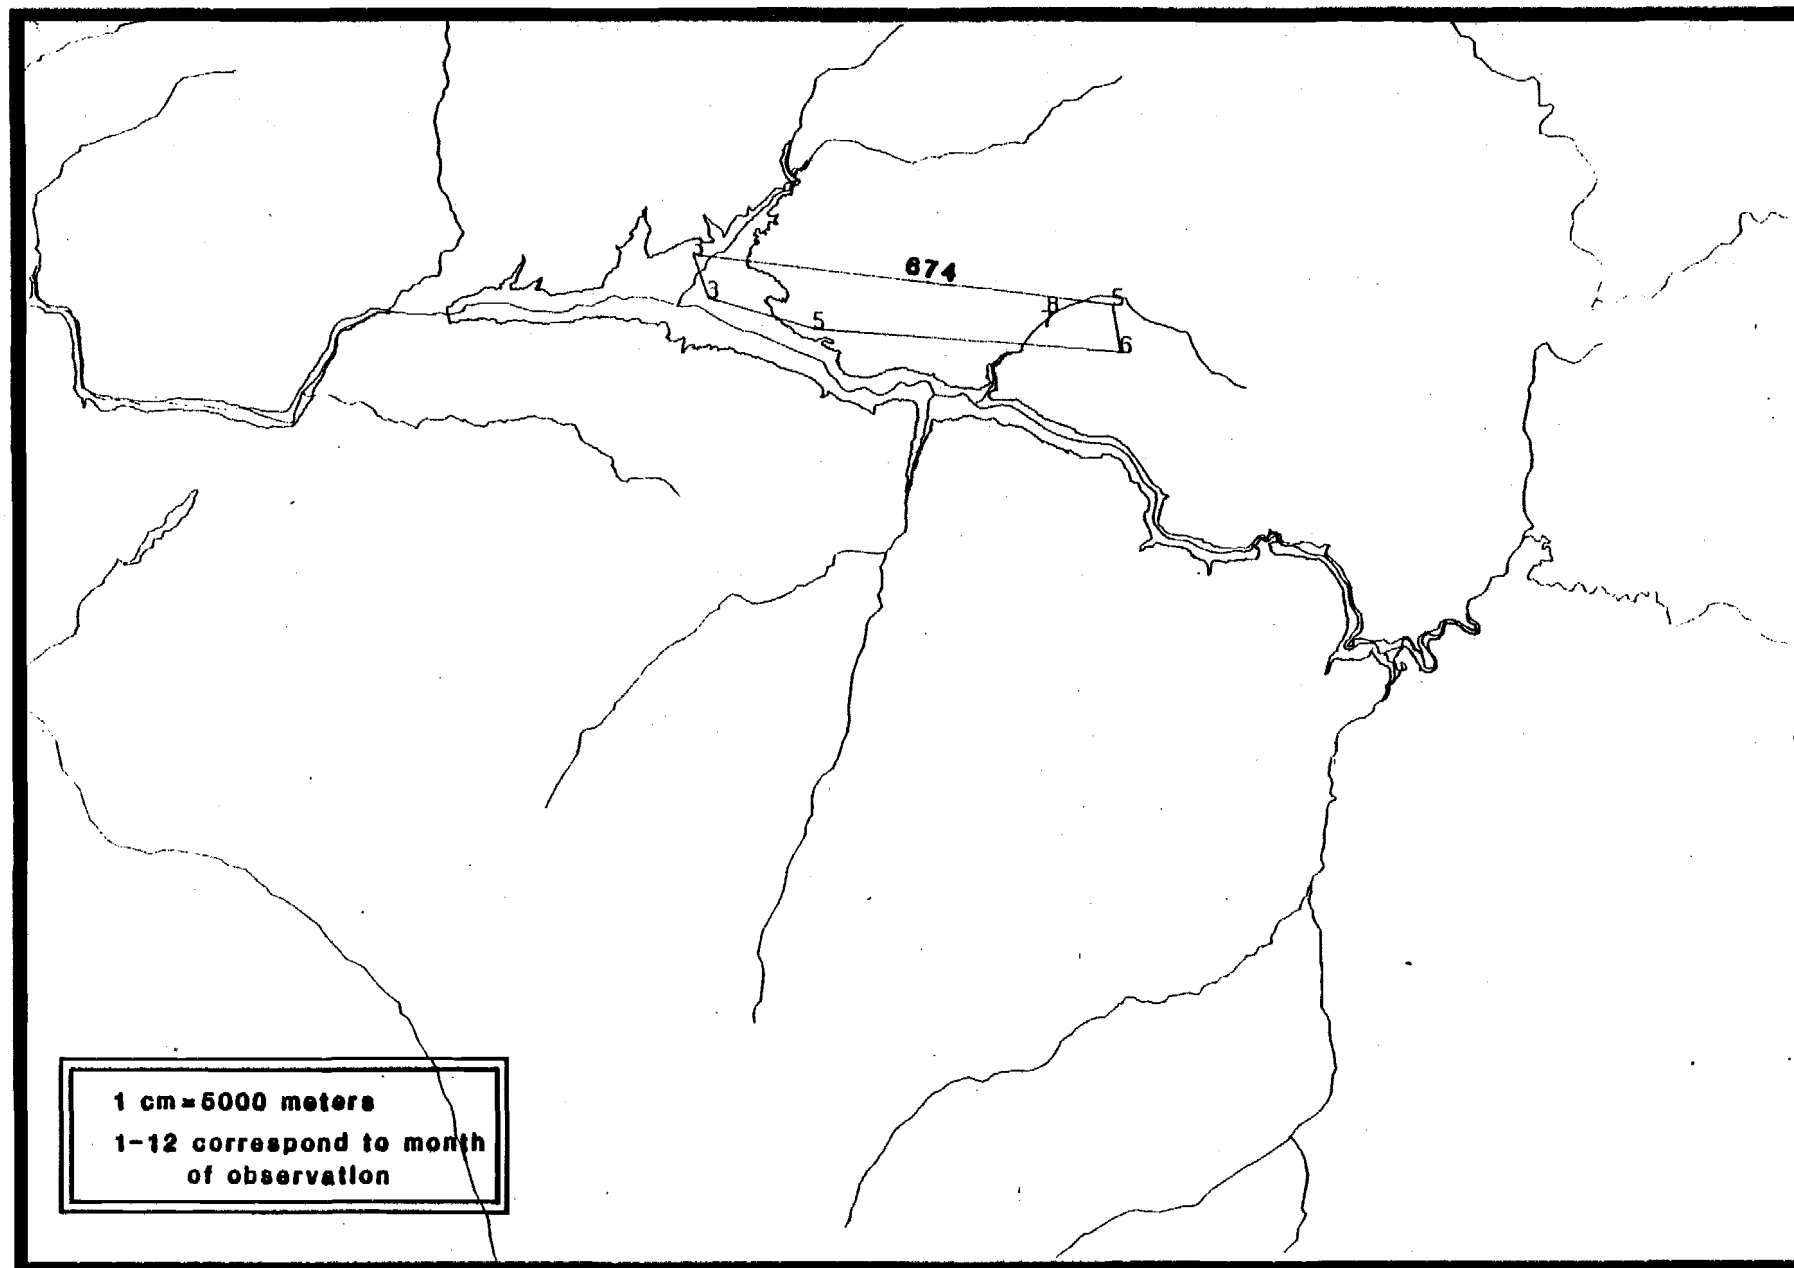 674
8
5
3
5
6
1 cm=5000 meters
1-12 correspond to month
of observation